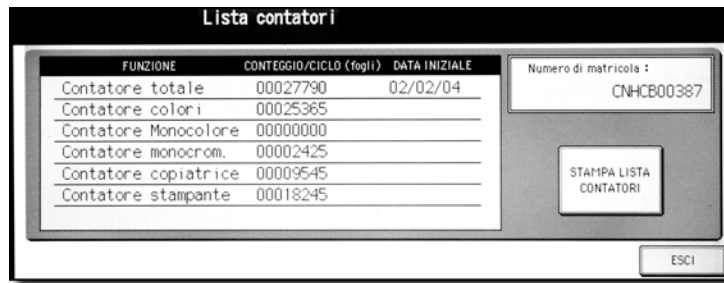 Lista contatori
FUNZIONE CONTEGGIO/CICLO (fogli) DATA INIZIALE
Contatore totale 00027790 02/02/04
Contatore colori 00025365
Contatore Monocolore 00000000
Contatore monocrom. 00002425
Contatore copiatrice 00009545
Contatore stampante 00018245
Numero di matricola :
CNHCB00387
STAMPA LISTA
CONTATORI
ESCI